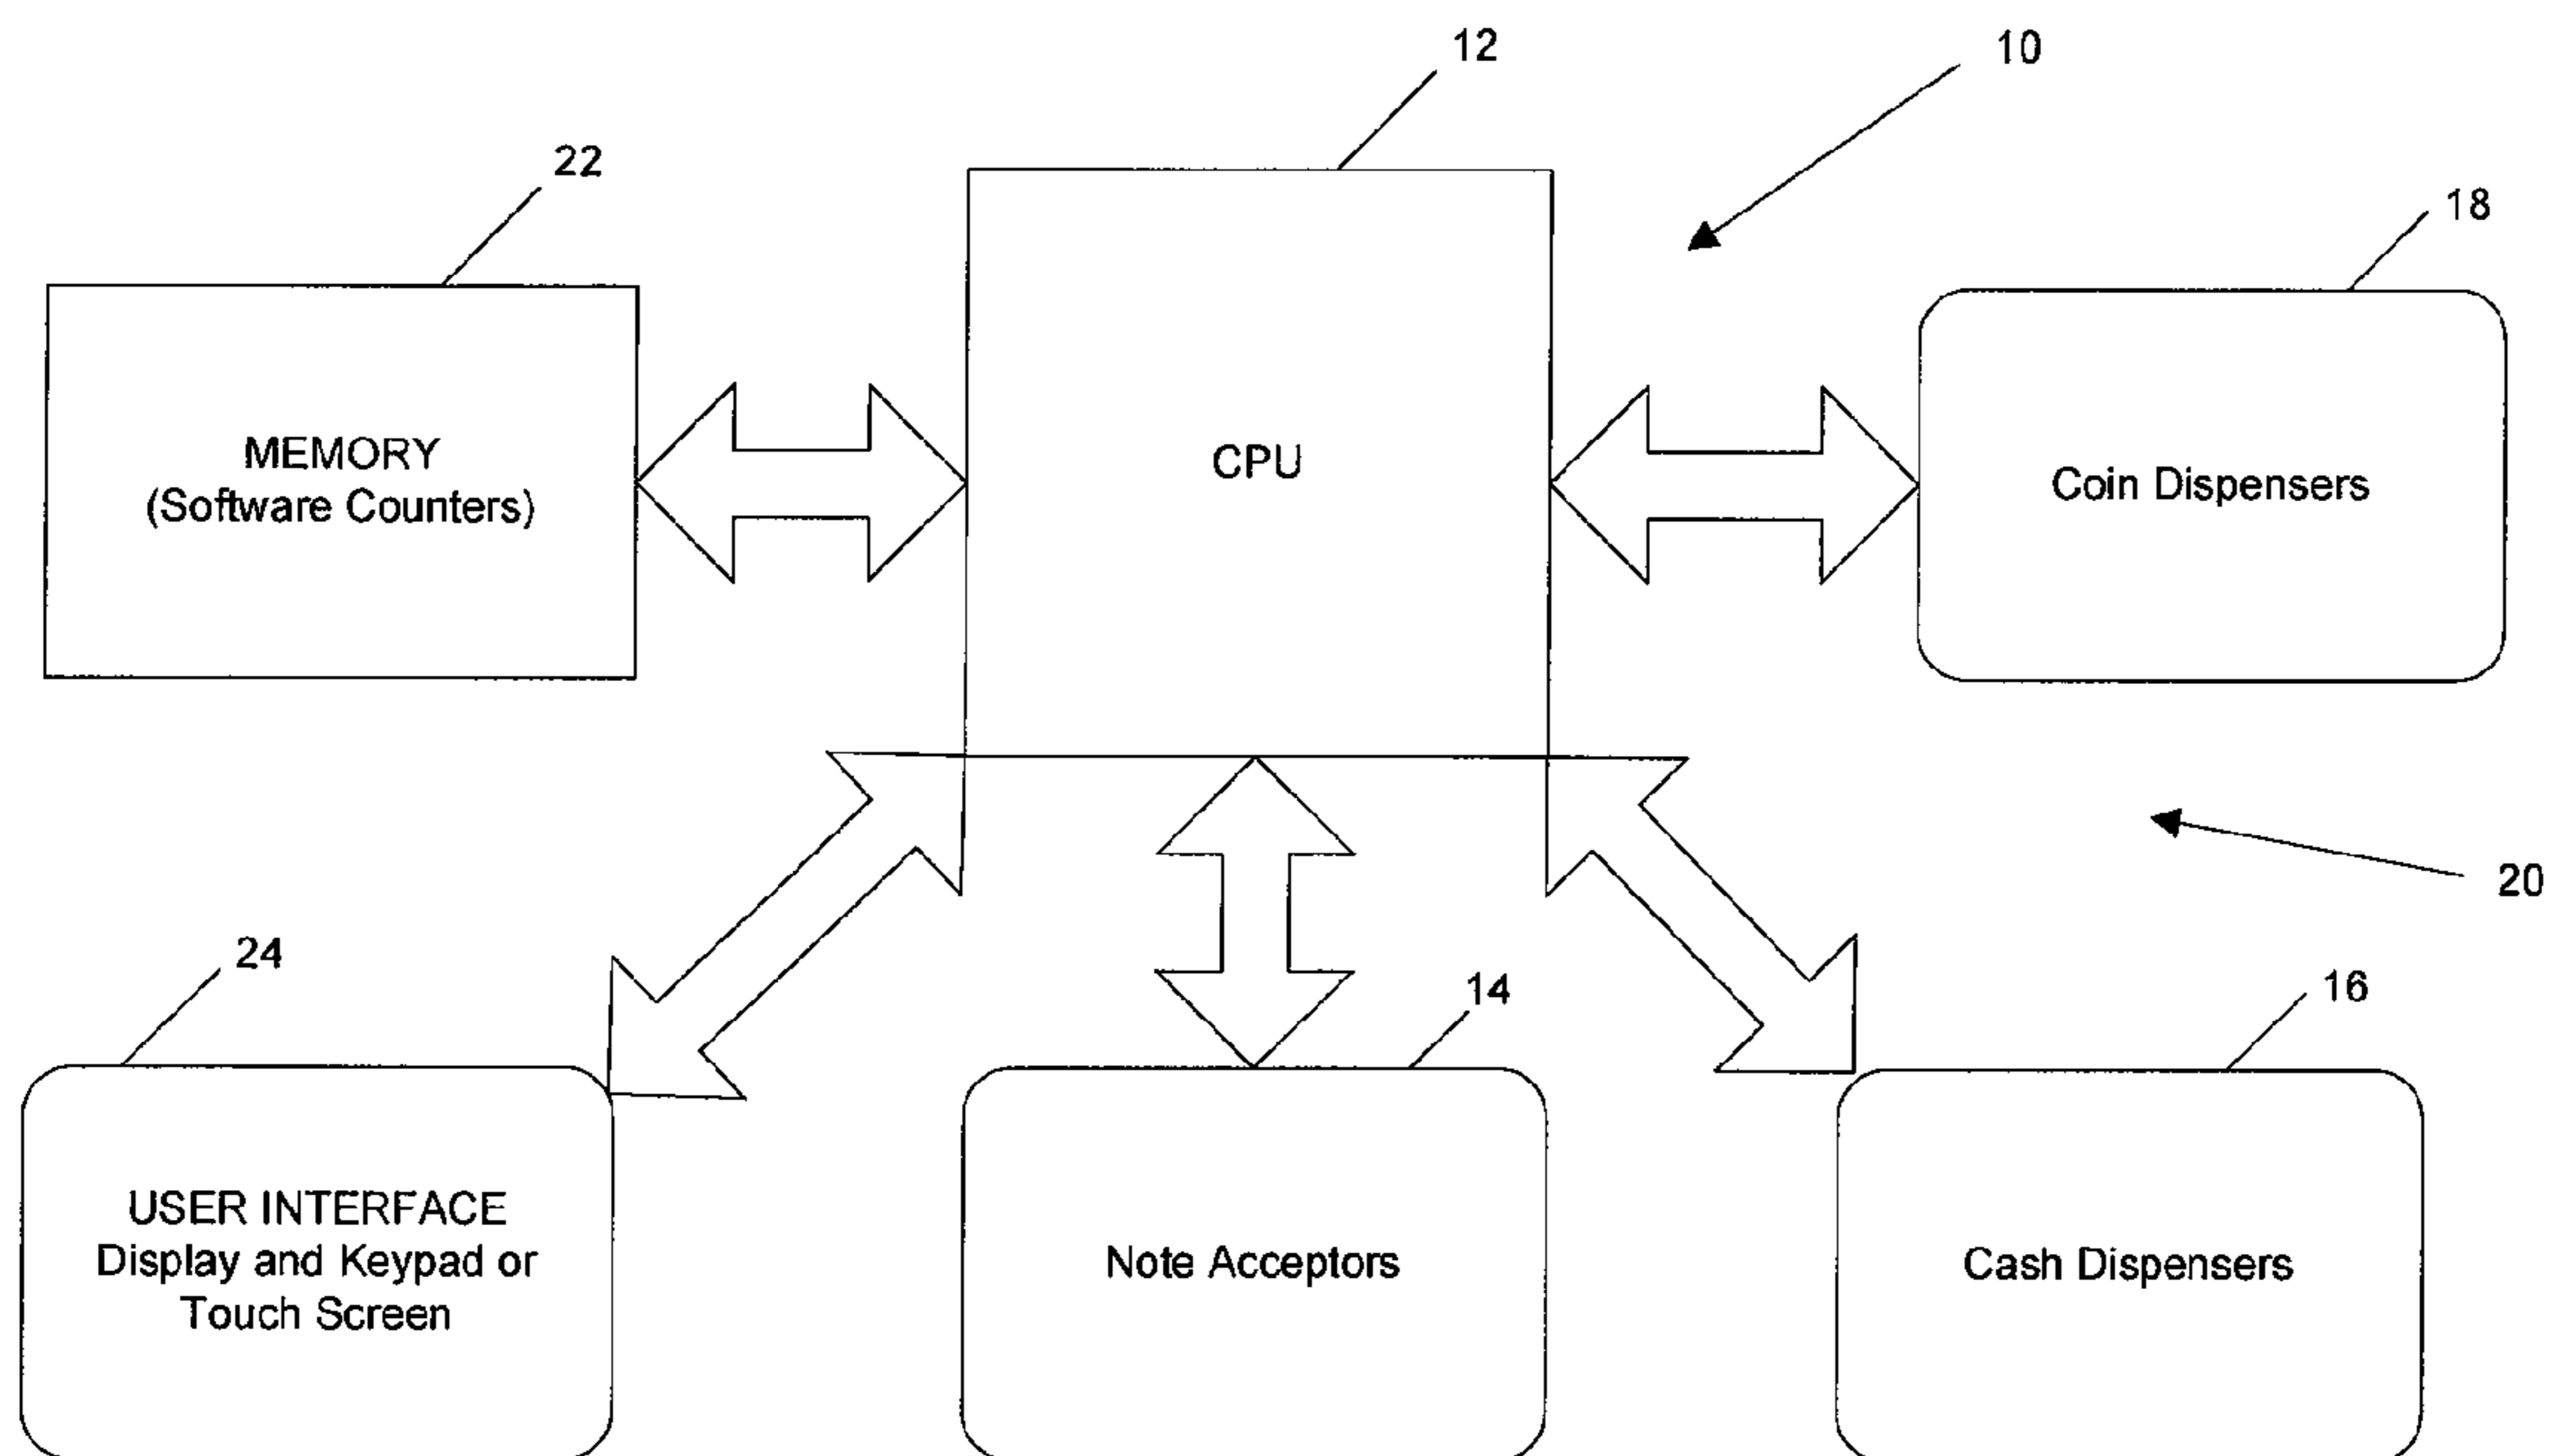 12
10
22
18
MEMORY
(Software Counters)
CPU
Coin Dispensers
20
24
14
16
USER INTERFACE
Display and Keypad or
Touch Screen
Note Acceptors
Cash Dispensers